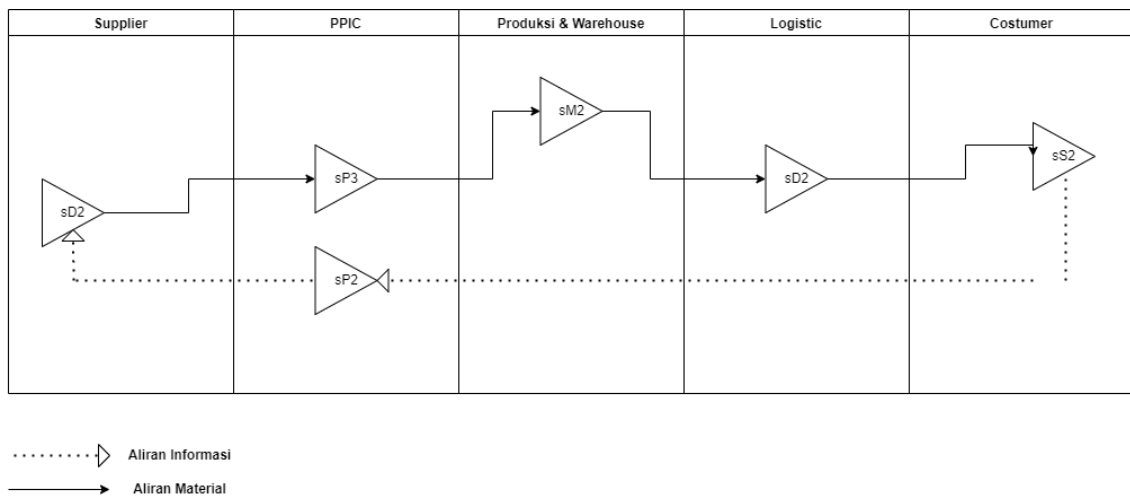 Supplier
PPIC
Produksi & Warehouse
Logistic
Costumer
sM2
sS2
sP3
sD2
sD2
sP2
Aliran Informasi
Aliran Material